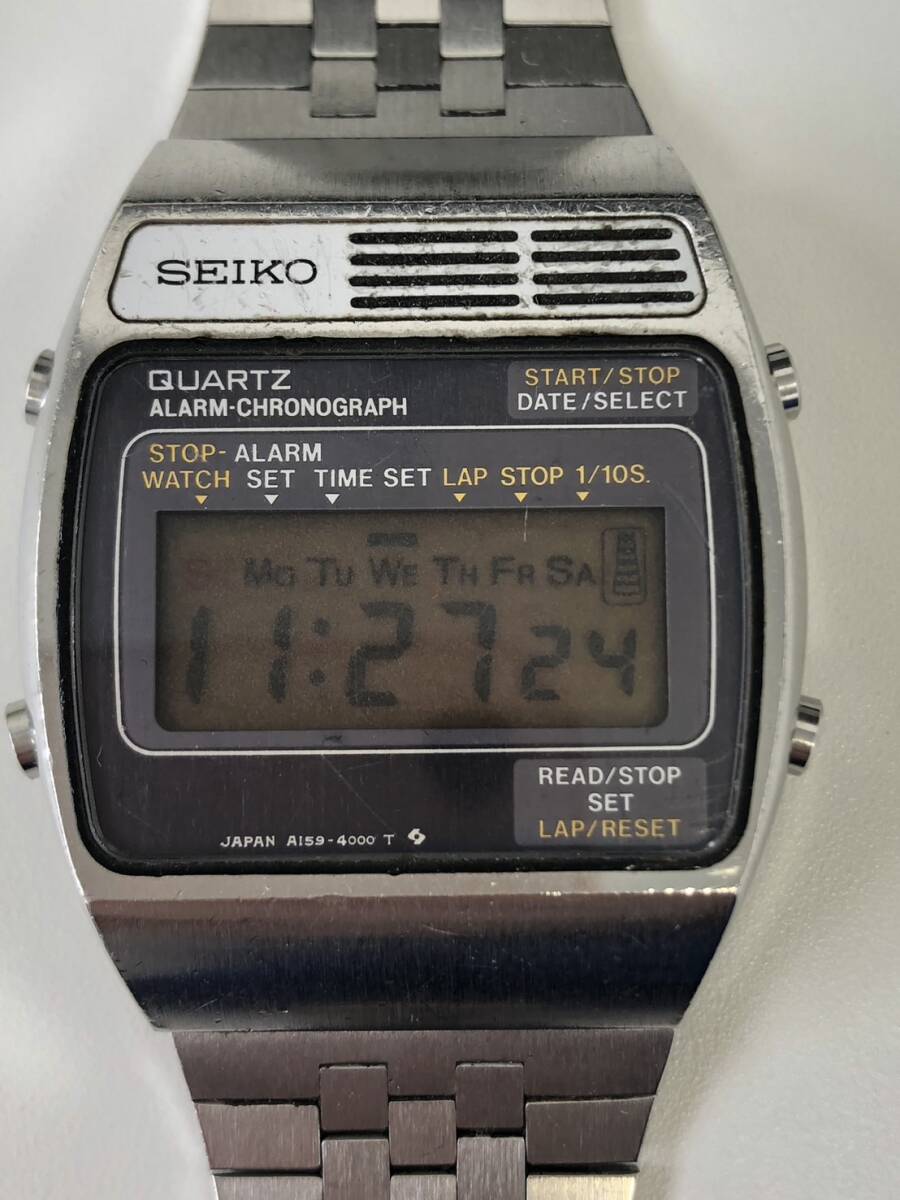 SEIKO
QUARTZ
ALARM-CHRONOGRAPH
START/STOP
DATE/SELECT
STOP- ALARM
WATCH SET TIME SET LAP STOP 1/10S.
MO TU WE TH FR SA
11:27 24
READ/STOP
SET
LAP/RESET
JAPAN A159-4000 T